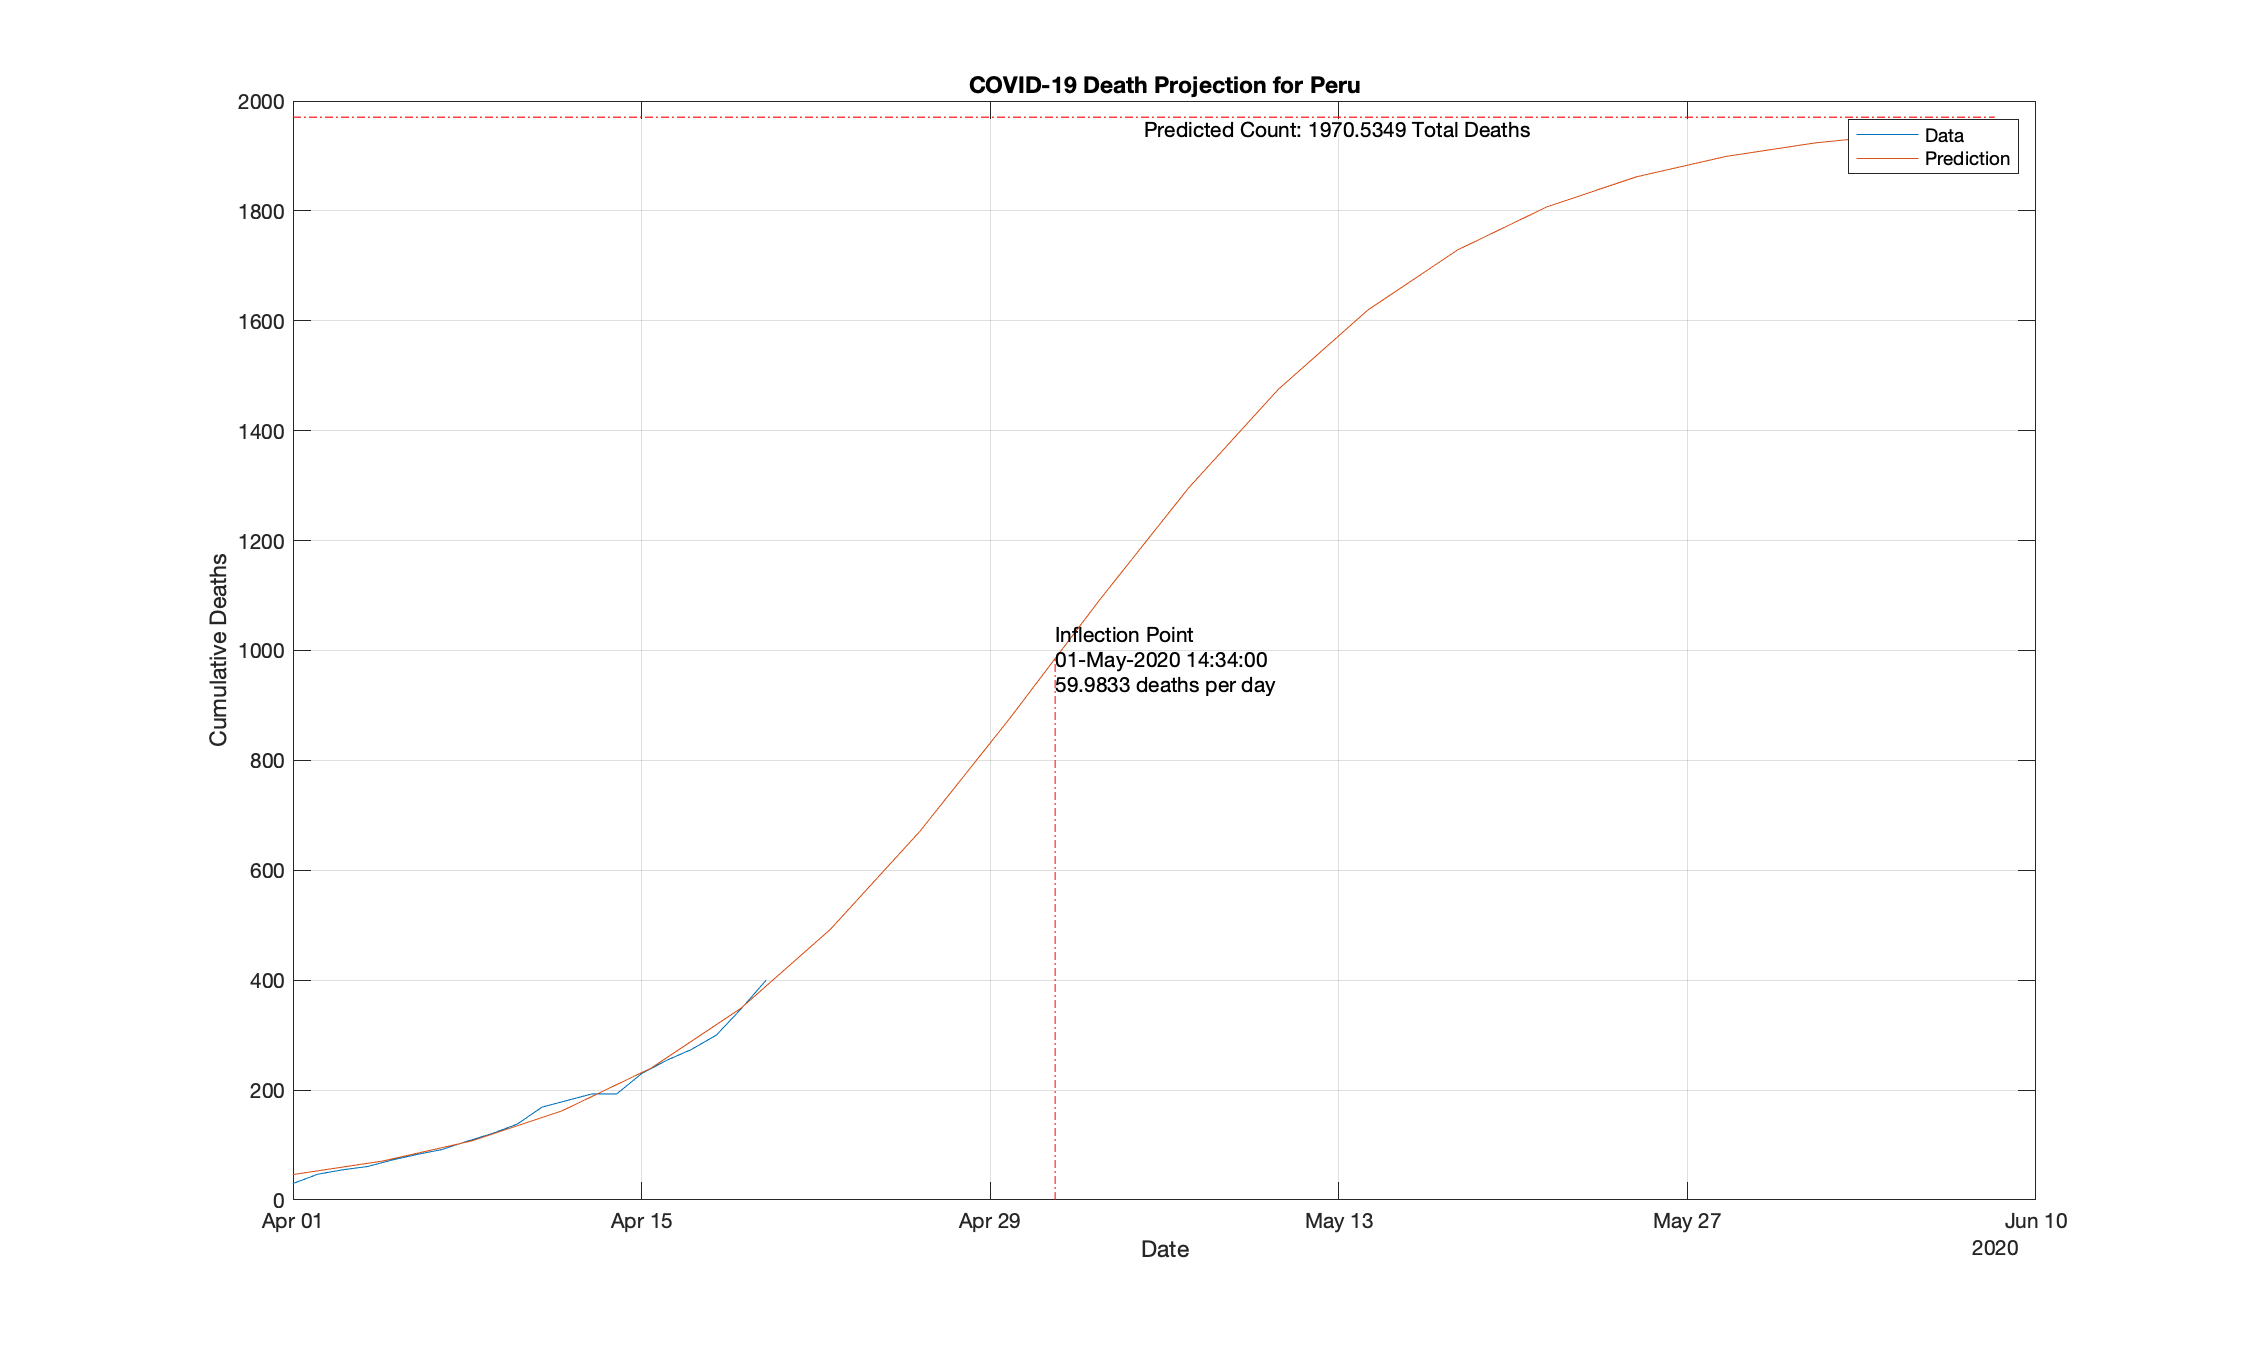 COVID-19 Death Projection for Peru
2000
1800
1600
1400
1200
1000
800
600
400
200
0
Cumulative Deaths
Predicted Count: 1970.5349 Total Deaths
Data
Prediction
Inflection Point
01-May-2020 14:34:00
59.9833 deaths per day
Apr 01
Apr 15
Apr 29
May 13
May 27
Jun 10
Date
2020